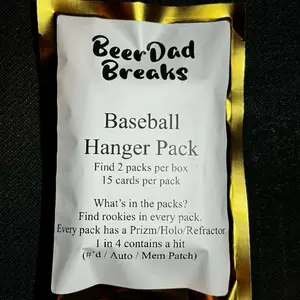 BeerDad
Breaks
Baseball
Hanger Pack
Find 2 packs per box
15 cards per pack
What's in the packs?
Find rookies in every pack.
Every pack has a Prizm/Holo/Refractor
1 in 4 contains a hit
(#'d / Auto / Mem Patch)